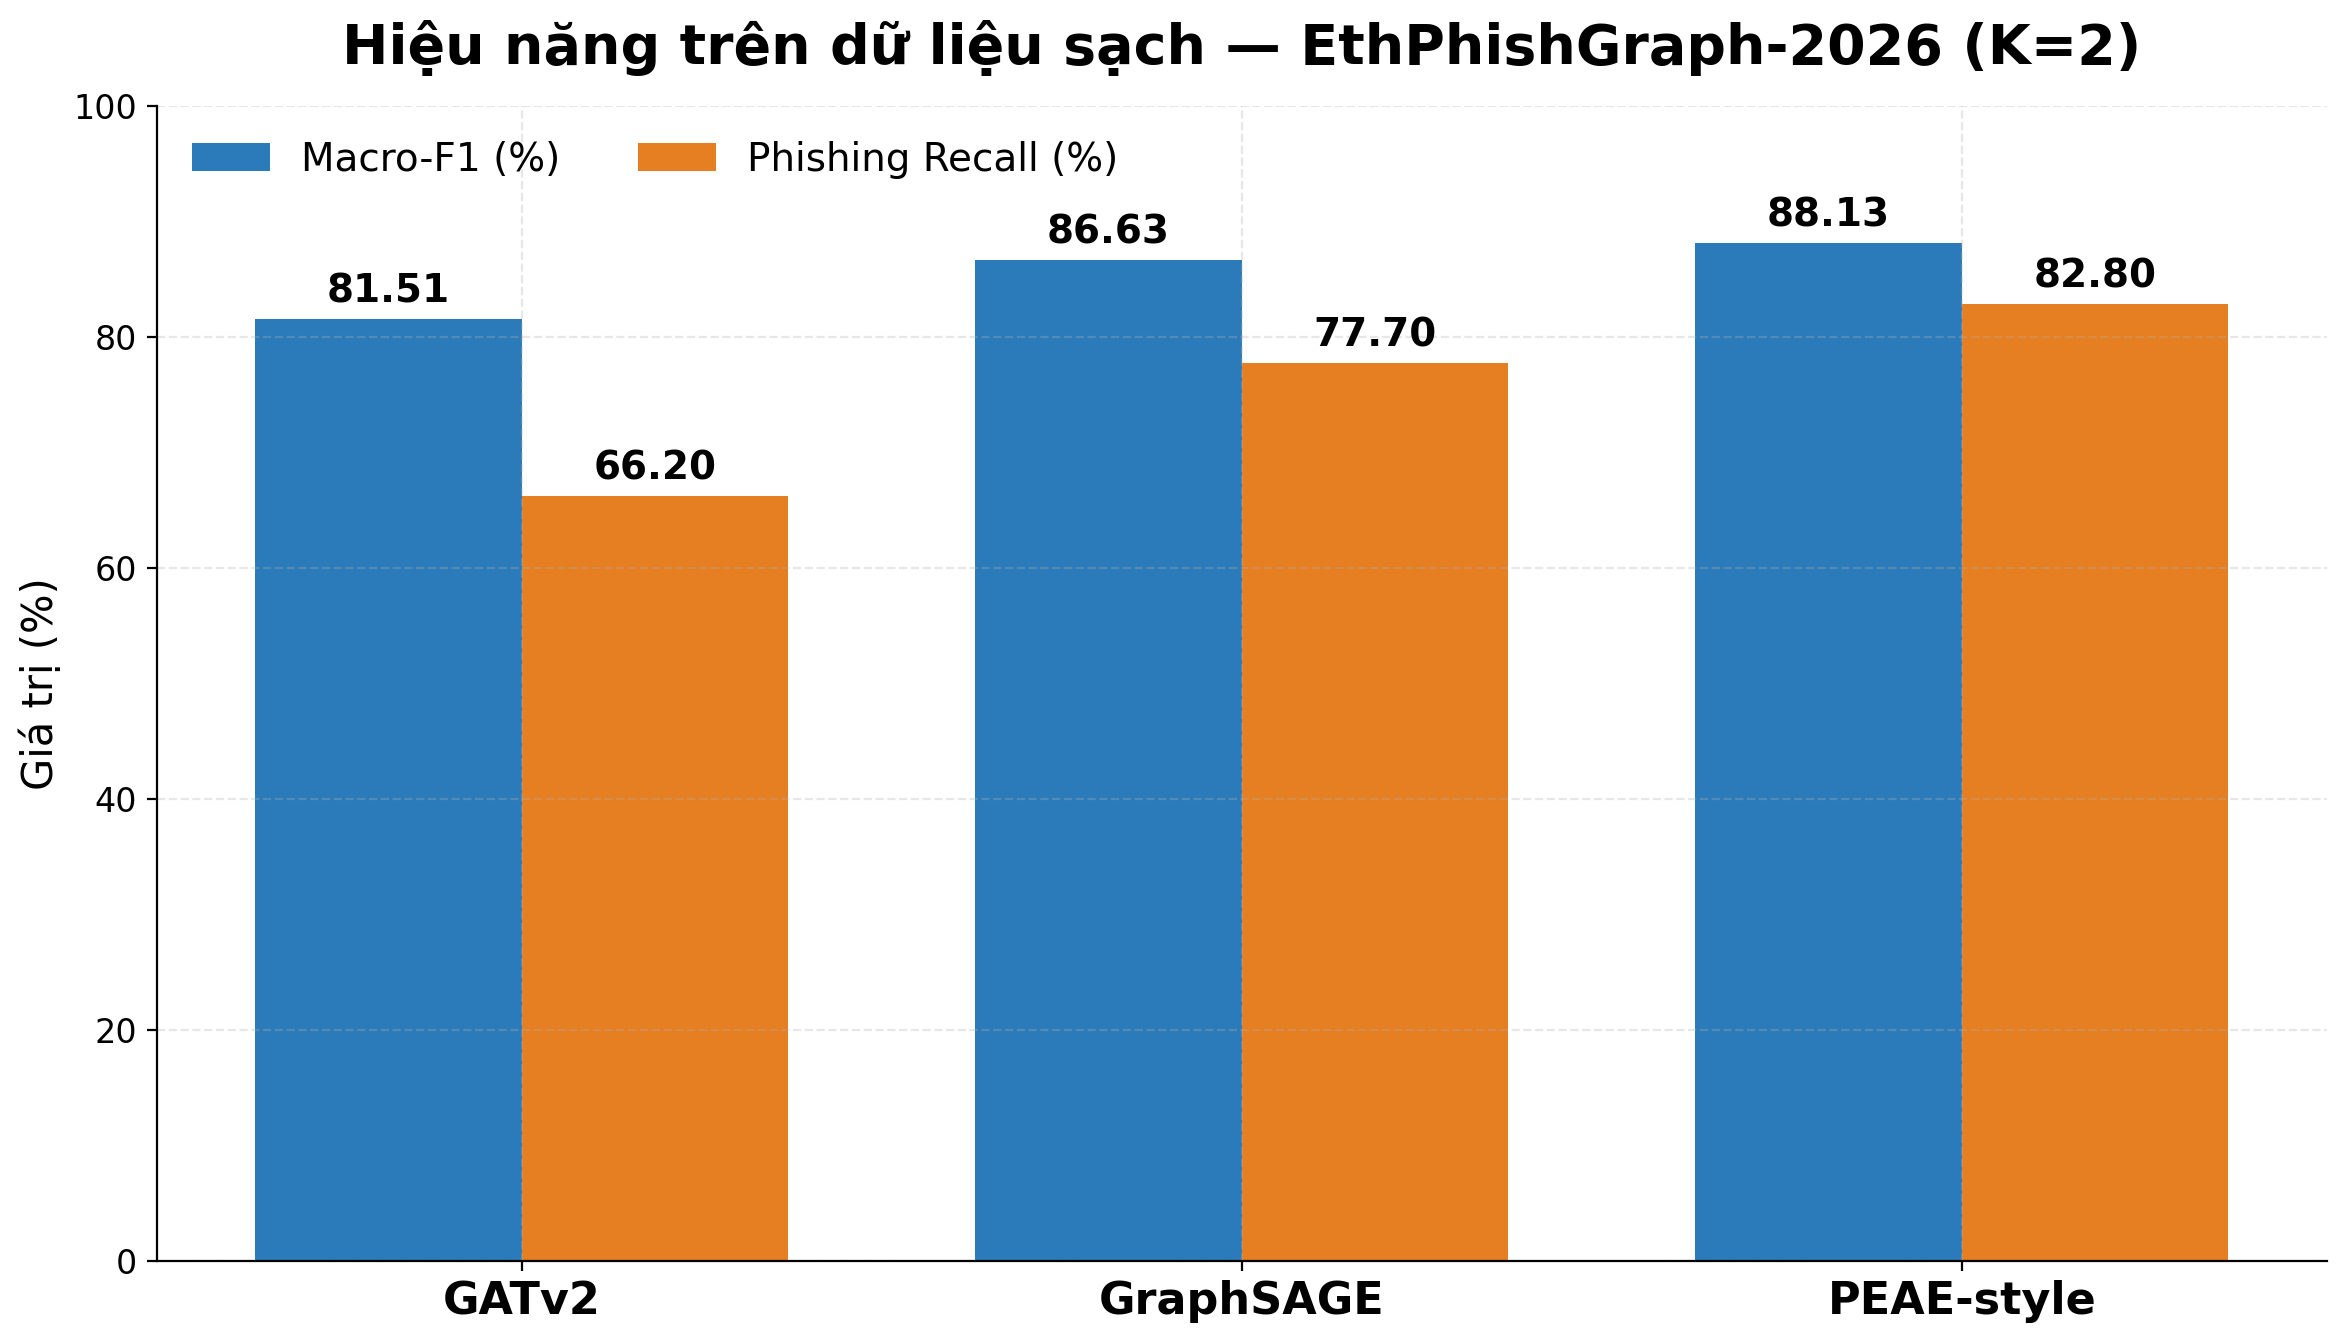 Hiệu năng trên dữ liệu sạch — EthPhishGraph-2026 (K=2)
Macro-F1 (%)
Phishing Recall (%)
Giá trị (%)
100
80
60
40
20
0
81.51
66.20
86.63
77.70
88.13
82.80
GATv2
GraphSAGE
PEAE-style